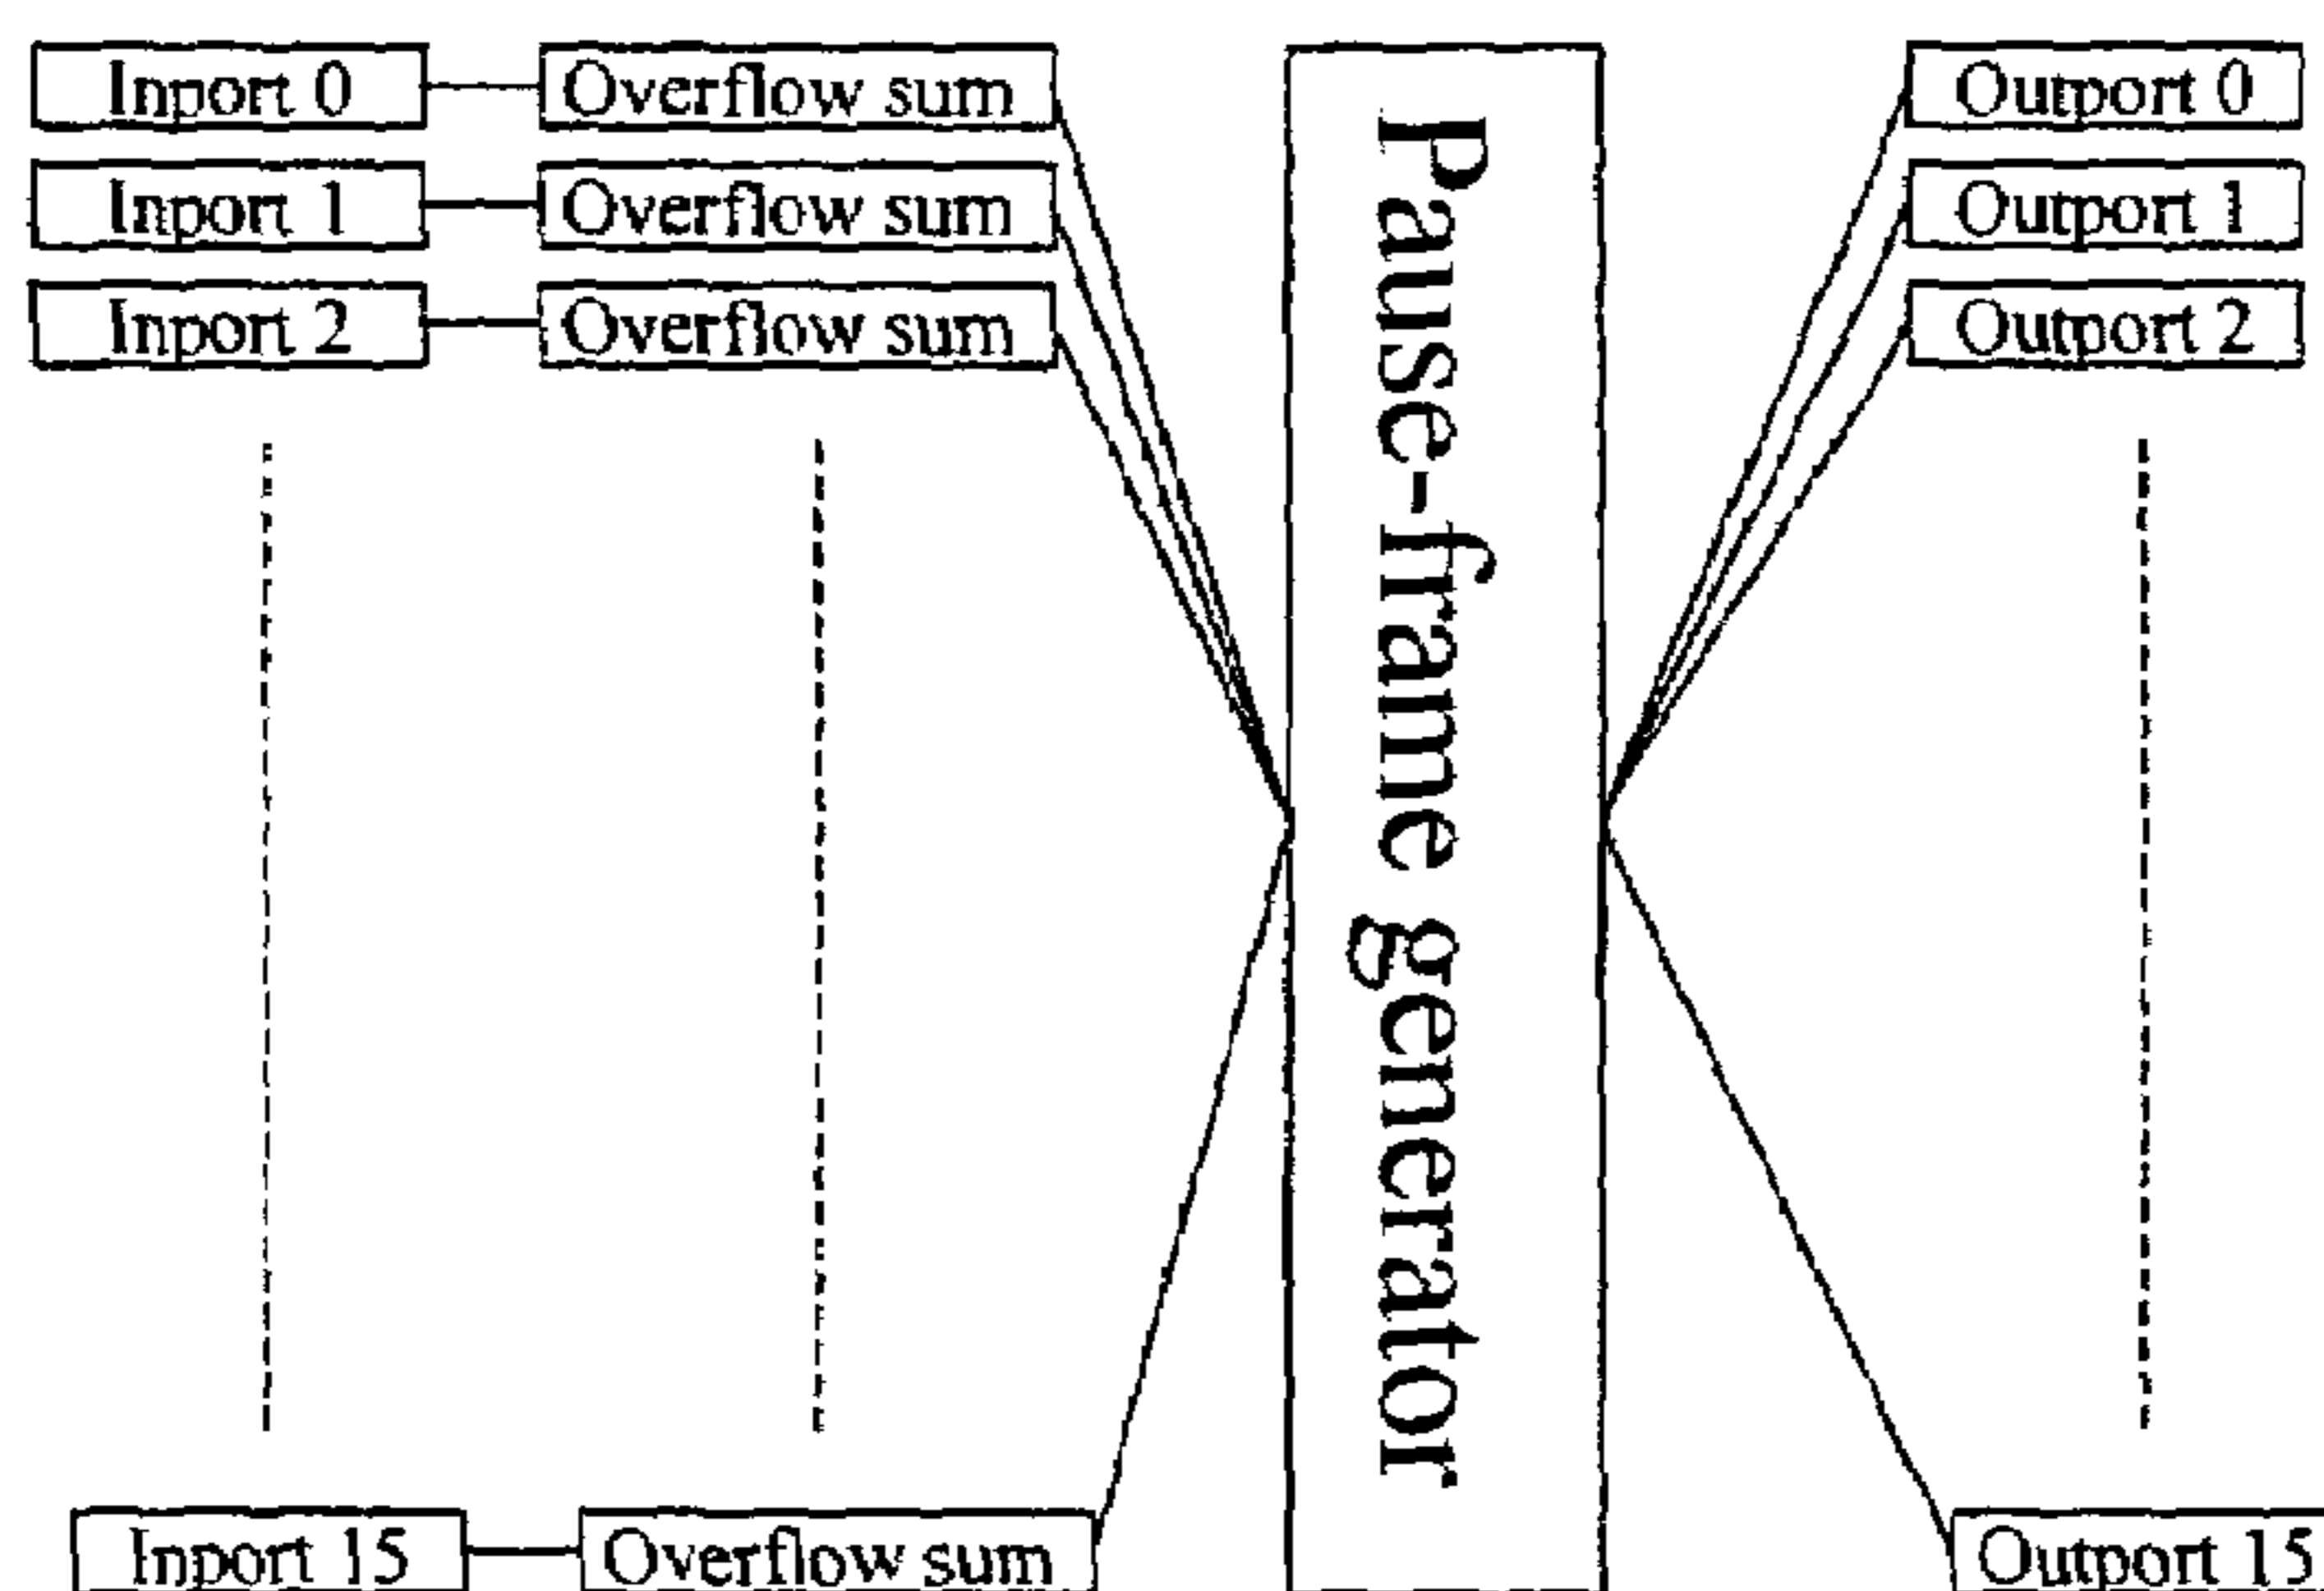 Inport 0
Overflow sum
Outport 0
Inport 1
Overflow sum
Outport 1
Inport 2
Overflow sum
Outport 2
Pause-frame generator
Inport 15
Overflow sum
Outport 15